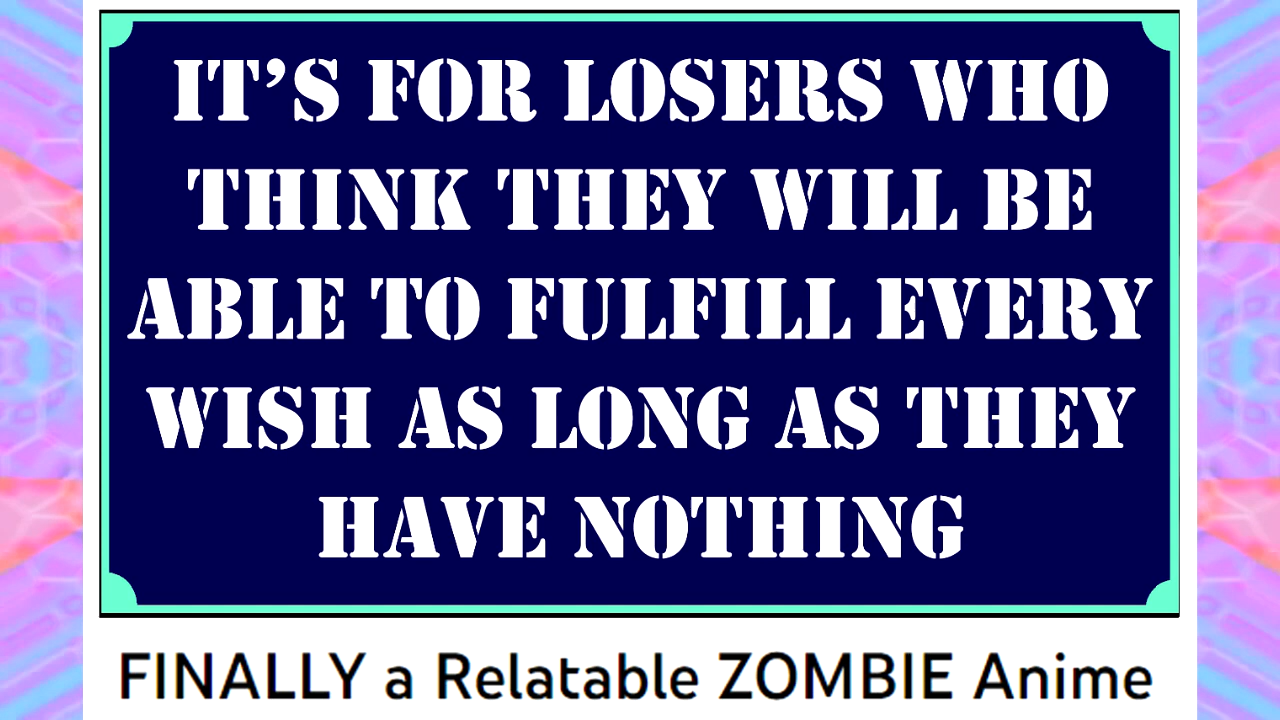 IT’S FOR LOSERS WHO
THINK THEY WILL BE
ABLE TO FULFILL EVERY
WISH AS LONG AS THEY
HAVE NOTHING
FINALLY a Relatable ZOMBIE Anime